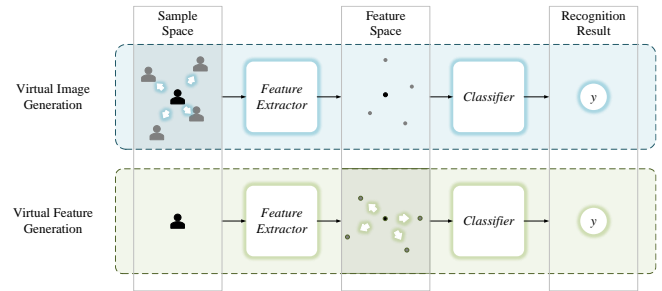 Sample
Space
Feature
Space
Recognition
Result
Virtual Image
Generation
Feature
Extractor
Classifier
y
Virtual Feature
Generation
Feature
Extractor
Classifier
y